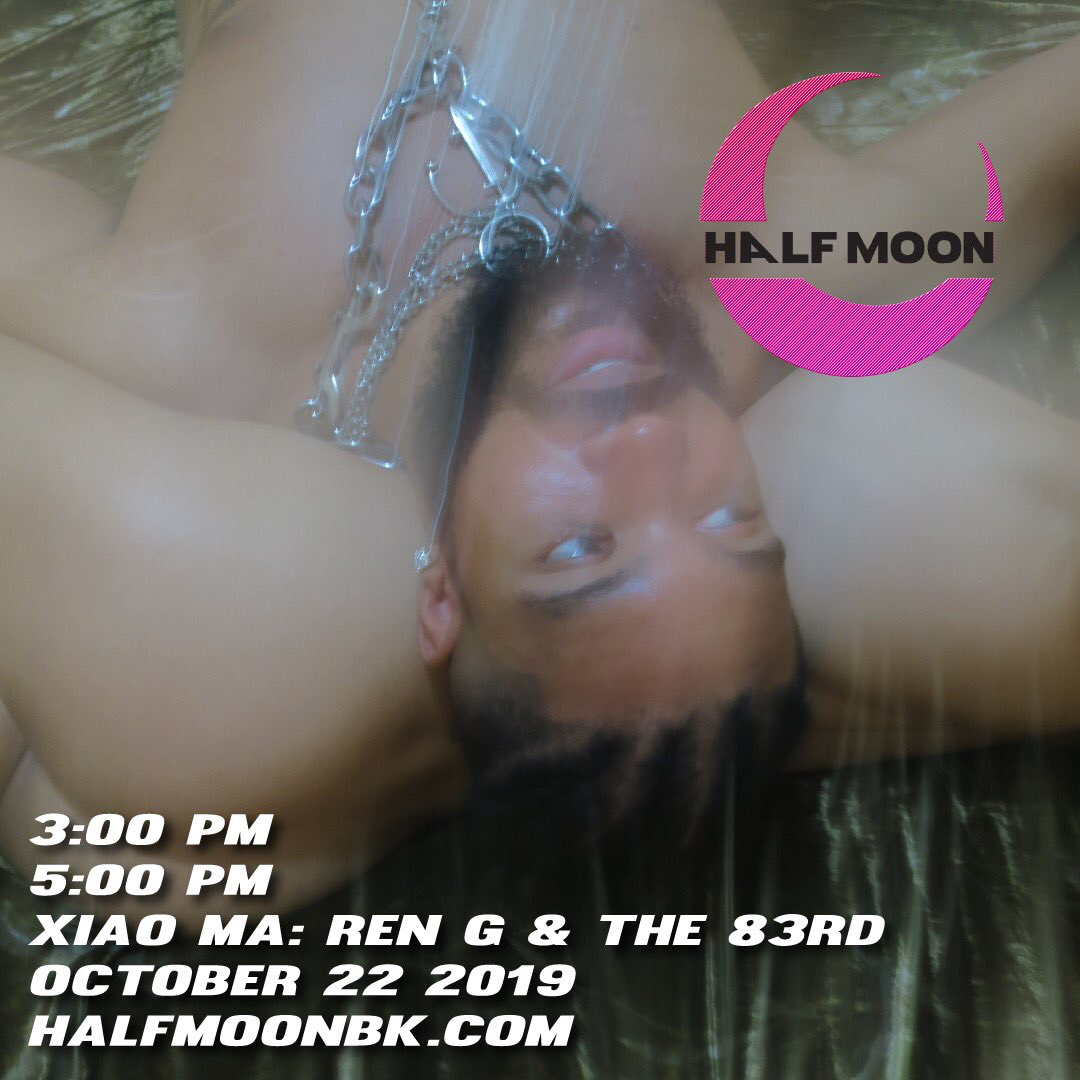 HALF MOON
3:00 PM
5:00 PM
XIAO MA: REN G & THE 83RD
OCTOBER 22 2019
HALFMOONBK.COM